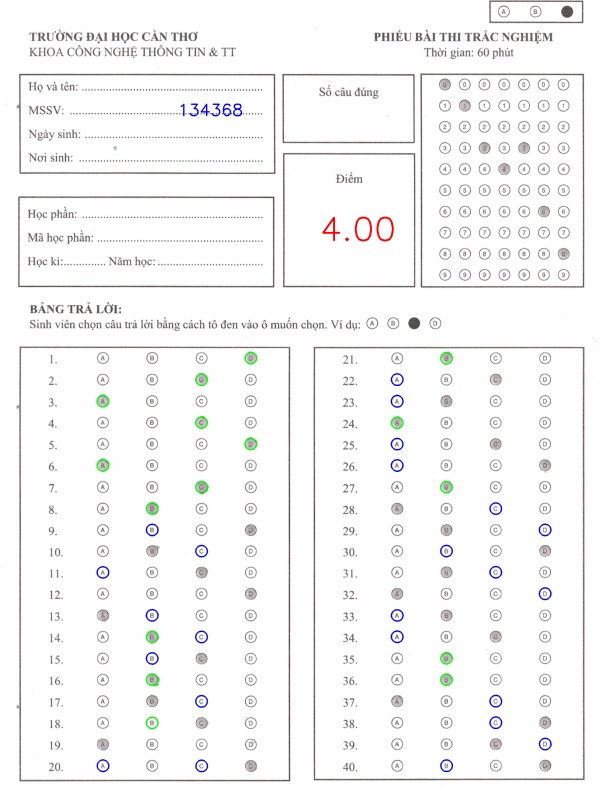 A B
TRƯỜNG ĐẠI HỌC CẦN THƠ
KHOA CÔNG NGHỆ THÔNG TIN & TT
PHIẾU BÀI THI TRẮC NGHIỆM
Thời gian: 60 phút
Họ và tên:
MSSV: 134368
Ngày sinh:
Nơi sinh:
Số câu đúng
Điểm
4.00
0 0 0 0 0 0 0
1 1 1 1 1 1 1
2 2 2 2 2 2 2
3 3 3 3 3 3 3
4 4 4 4 4 4 4
5 5 5 5 5 5 5
6 6 6 6 6 6 6
7 7 7 7 7 7 7
8 8 8 8 8 8 8
9 9 9 9 9 9 9
Học phần:
Mã học phần:
Học kì: Năm học:
BẢNG TRẢ LỜI:
Sinh viên chọn câu trả lời bằng cách tô đen vào ô muốn chọn. Ví dụ: A B D
1. A B C D
2. A B C D
3. A B C D
4. A B C D
5. A B C D
6. A B C D
7. A B C D
8. A B C D
9. A B C D
10. A B C D
11. A B C D
12. A B C D
13. A B C D
14. A B C D
15. A B C D
16. A B C D
17. A B C D
18. A B C D
19. A B C D
20. A B C D
21. A B C D
22. A B C D
23. A B C D
24. A B C D
25. A B C D
26. A B C D
27. A B C D
28. A B C D
29. A B C D
30. A B C D
31. A B C D
32. A B C D
33. A B C D
34. A B C D
35. A B C D
36. A B C D
37. A B C D
38. A B C D
39. A B C D
40. A B C D